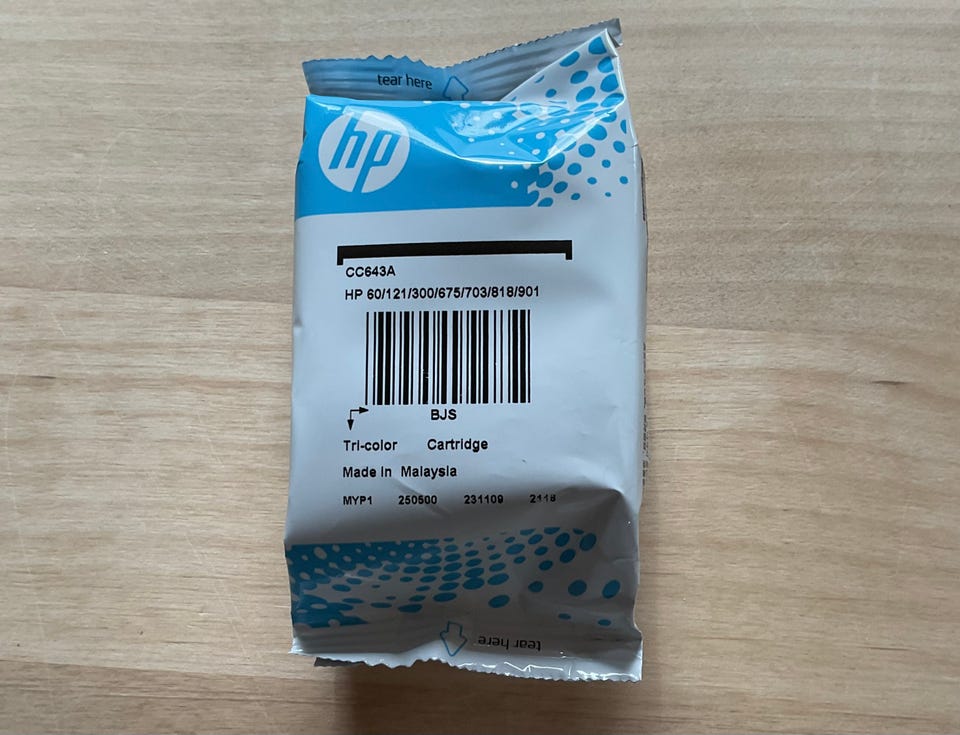 tear here
hp
CC643A
HP 60/121/300/675/703/818/901
BJS
Tri-color Cartridge
Made in Malaysia
MYP1 250500 231109 2118
tear here